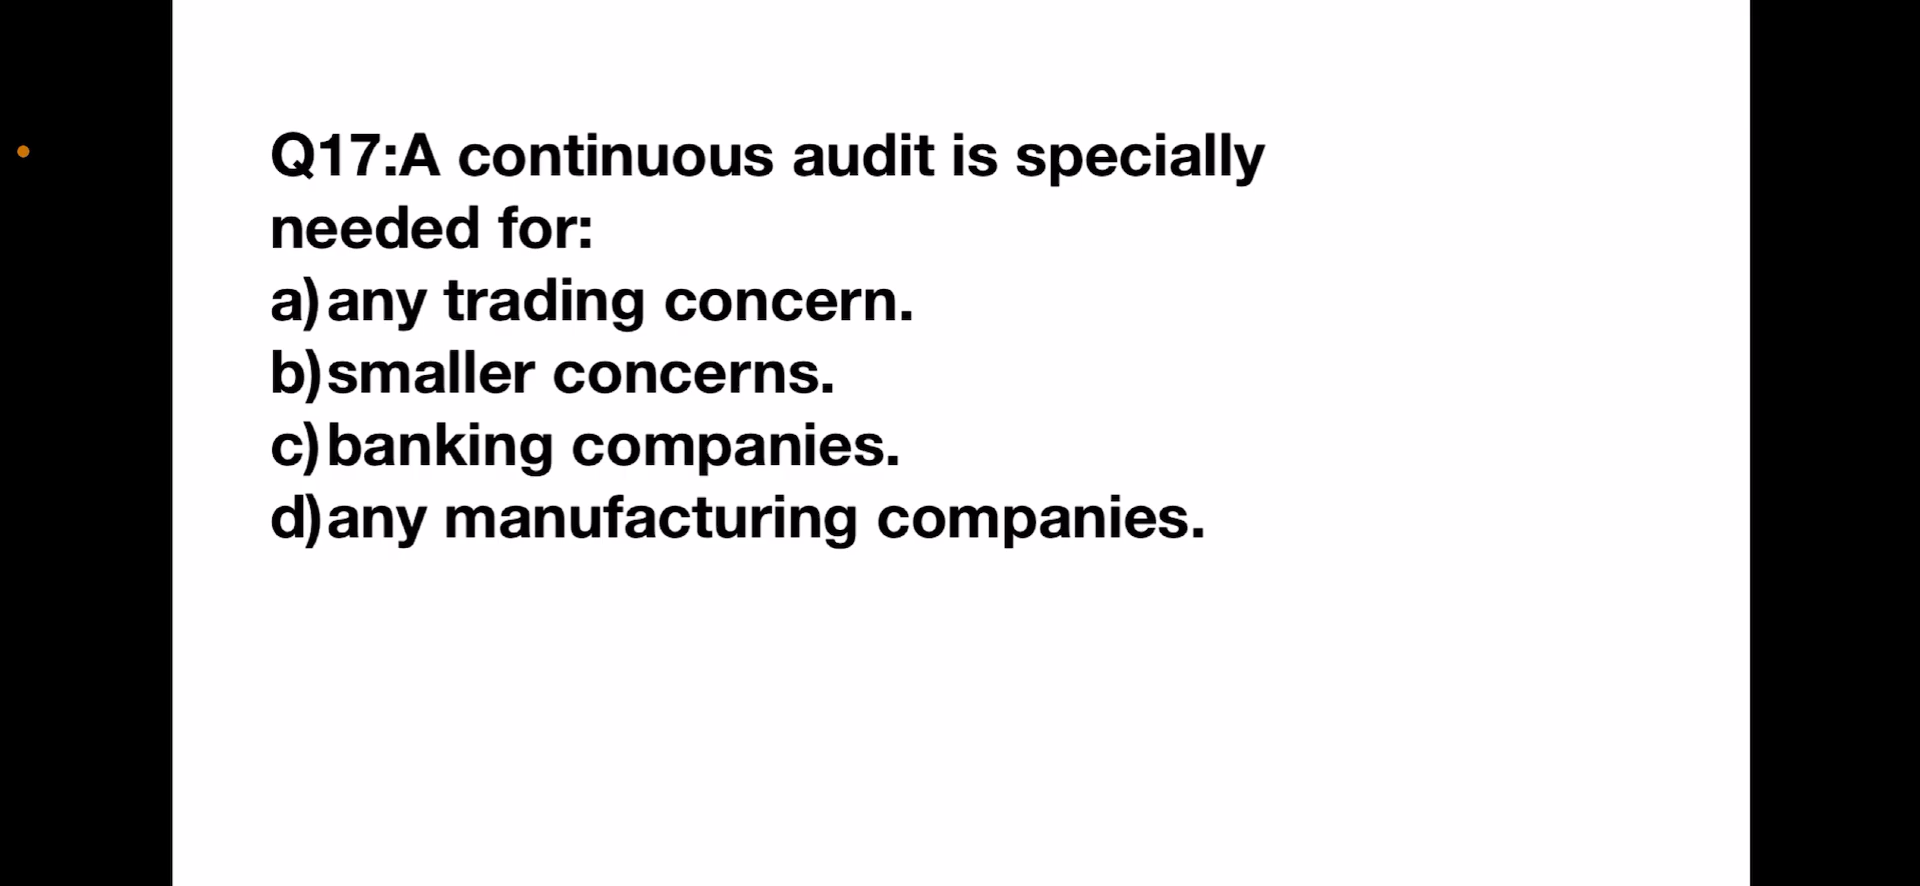 Q17:A continuous audit is specially
needed for:
a)any trading concern.
b)smaller concerns.
c)banking companies.
d)any manufacturing companies.